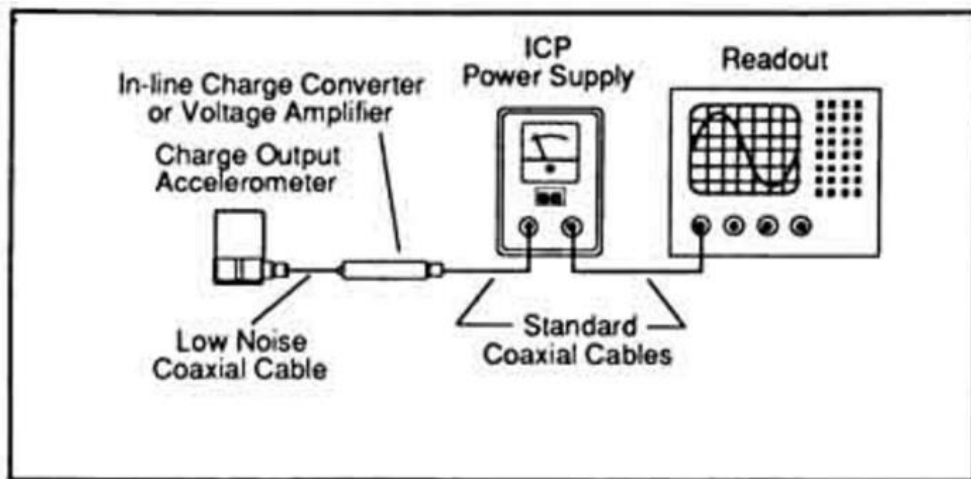 ICP
Power Supply
Readout
In-line Charge Converter
or Voltage Amplifier
Charge Output
Accelerometer
Low Noise
Coaxial Cable
Standard
Coaxial Cables